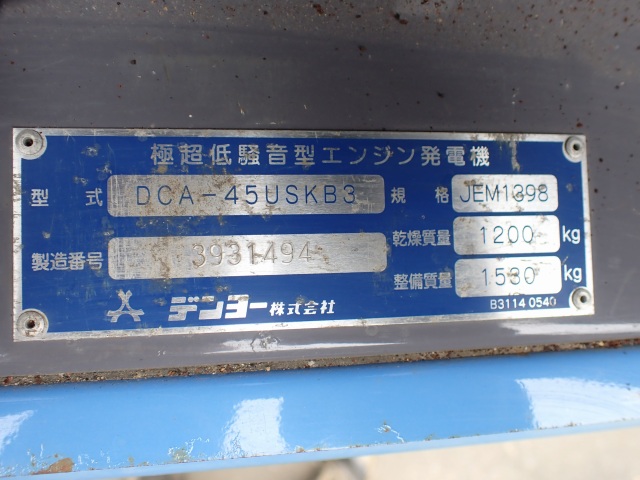 極超低騒音型エンジン発電機
型式 DCA-45USKB3 規格 JEM1398
製造番号 3931494 乾燥質量 1200 kg
整備質量 1530 kg
デンヨー株式会社 B3114 0540